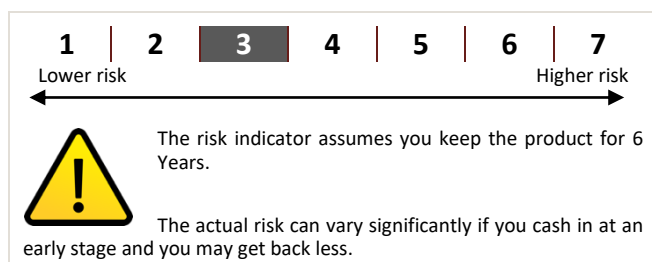 1 2 3 4 5 6 7
Lower risk Higher risk
The risk indicator assumes you keep the product for 6
Years.
The actual risk can vary significantly if you cash in at an
early stage and you may get back less.